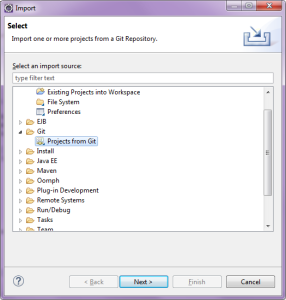 Import
Select
Import one or more projects from a Git Repository.
Select an import source:
type filter text
Existing Projects into Workspace
File System
Preferences
EJB
Git
Projects from Git
Install
Java EE
Maven
Oomph
Plug-in Development
Remote Systems
Run/Debug
Tasks
Team
?
< Back
Next >
Finish
Cancel